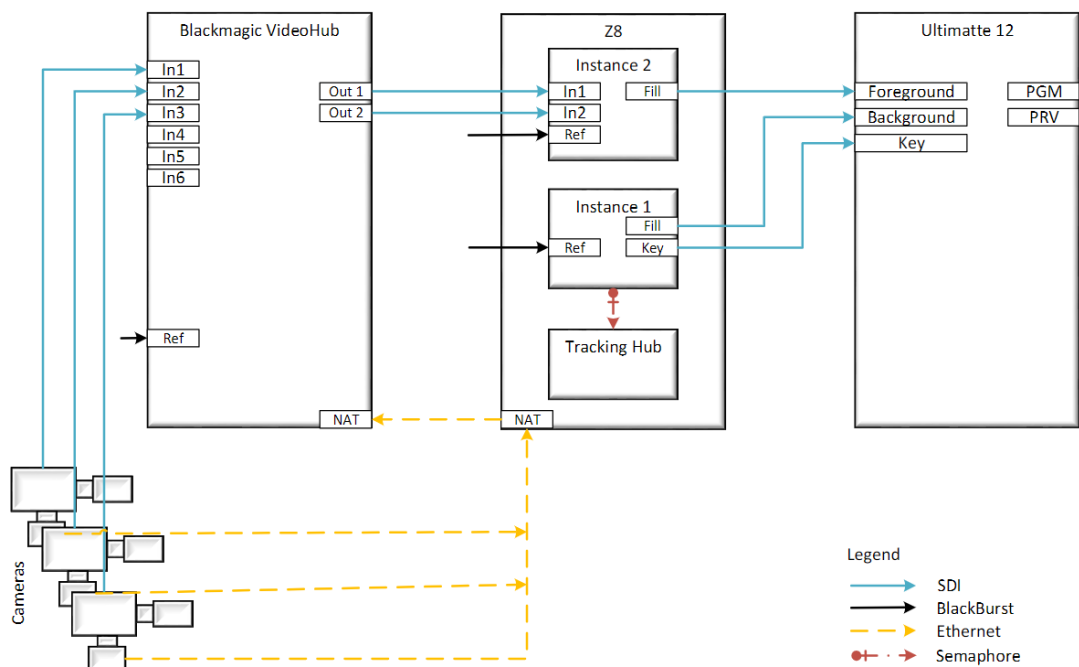 Blackmagic VideoHub
In1
In2
In3
In4
In5
In6
Out 1
Out 2
Ref
NAT
Z8
Instance 2
In1
In2
Ref
Fill
Instance 1
Fill
Ref
Key
Tracking Hub
NAT
Ultimatte 12
Foreground
Background
Key
PGM
PRV
Cameras
Legend
SDI
BlackBurst
Ethernet
Semaphore